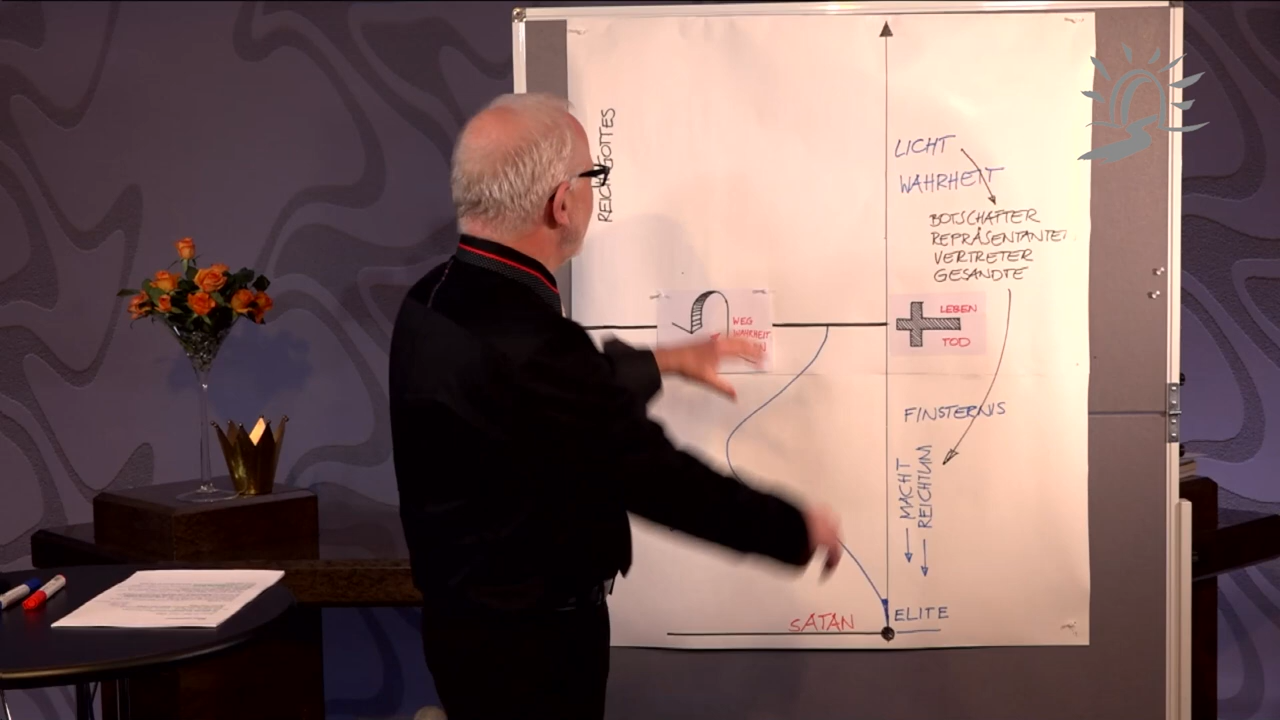 REICH GOTTES
LICHT
WAHRHEIT
BOTSCHAFTER
REPRÄSENTANTEN
VERTRETER
GESANDTE
WEG
WAHRHEIT
LEBEN
TOD
FINSTERNIS
MACHT
REICHTUM
SATAN
ELITE